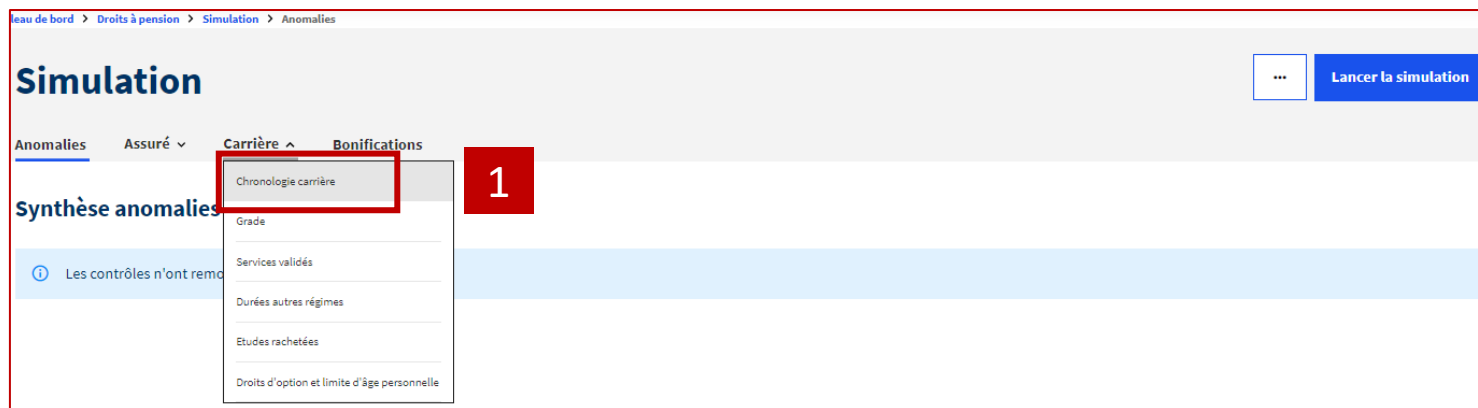 leau de bord > Droits à pension > Simulation > Anomalies
Simulation
... Lancer la simulation
Anomalies Assuré Carrière Bonifications
Chronologie carrière
1
Synthèse anomalies
Grade
Services validés
Les contrôles n'ont remo
Durées autres régimes
Etudes rachetées
Droits d'option et limite d'âge personnelle